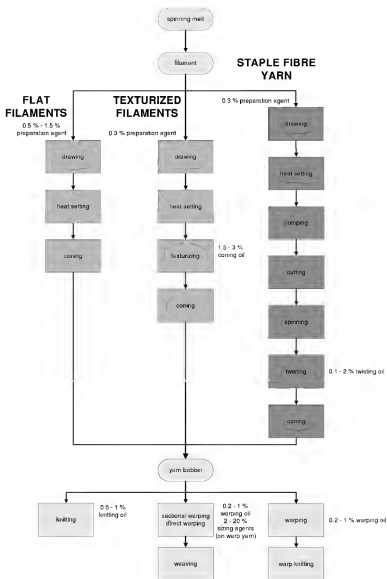 spinning melt
filament
FLAT
FILAMENTS
TEXTURIZED
FILAMENTS
STAPLE FIBRE
YARN
0.5 % - 1.5 %
preparation agent
0.3 % preparation agent
0.3 % preparation agent
drawing
heat setting
coning
drawing
heat setting
texturizing
1.5 - 3 %
coning oil
coning
drawing
heat setting
crimping
cutting
spinning
twisting
0.1 - 2 % twisting oil
coning
yarn bobbin
knitting
0.5 - 1 %
knitting oil
sectional warping
direct warping
0.2 - 1 %
warping oil
2 - 20 %
sizing agents
(on warp yarn)
warping
0.2 - 1 % warping oil
weaving
warp knitting